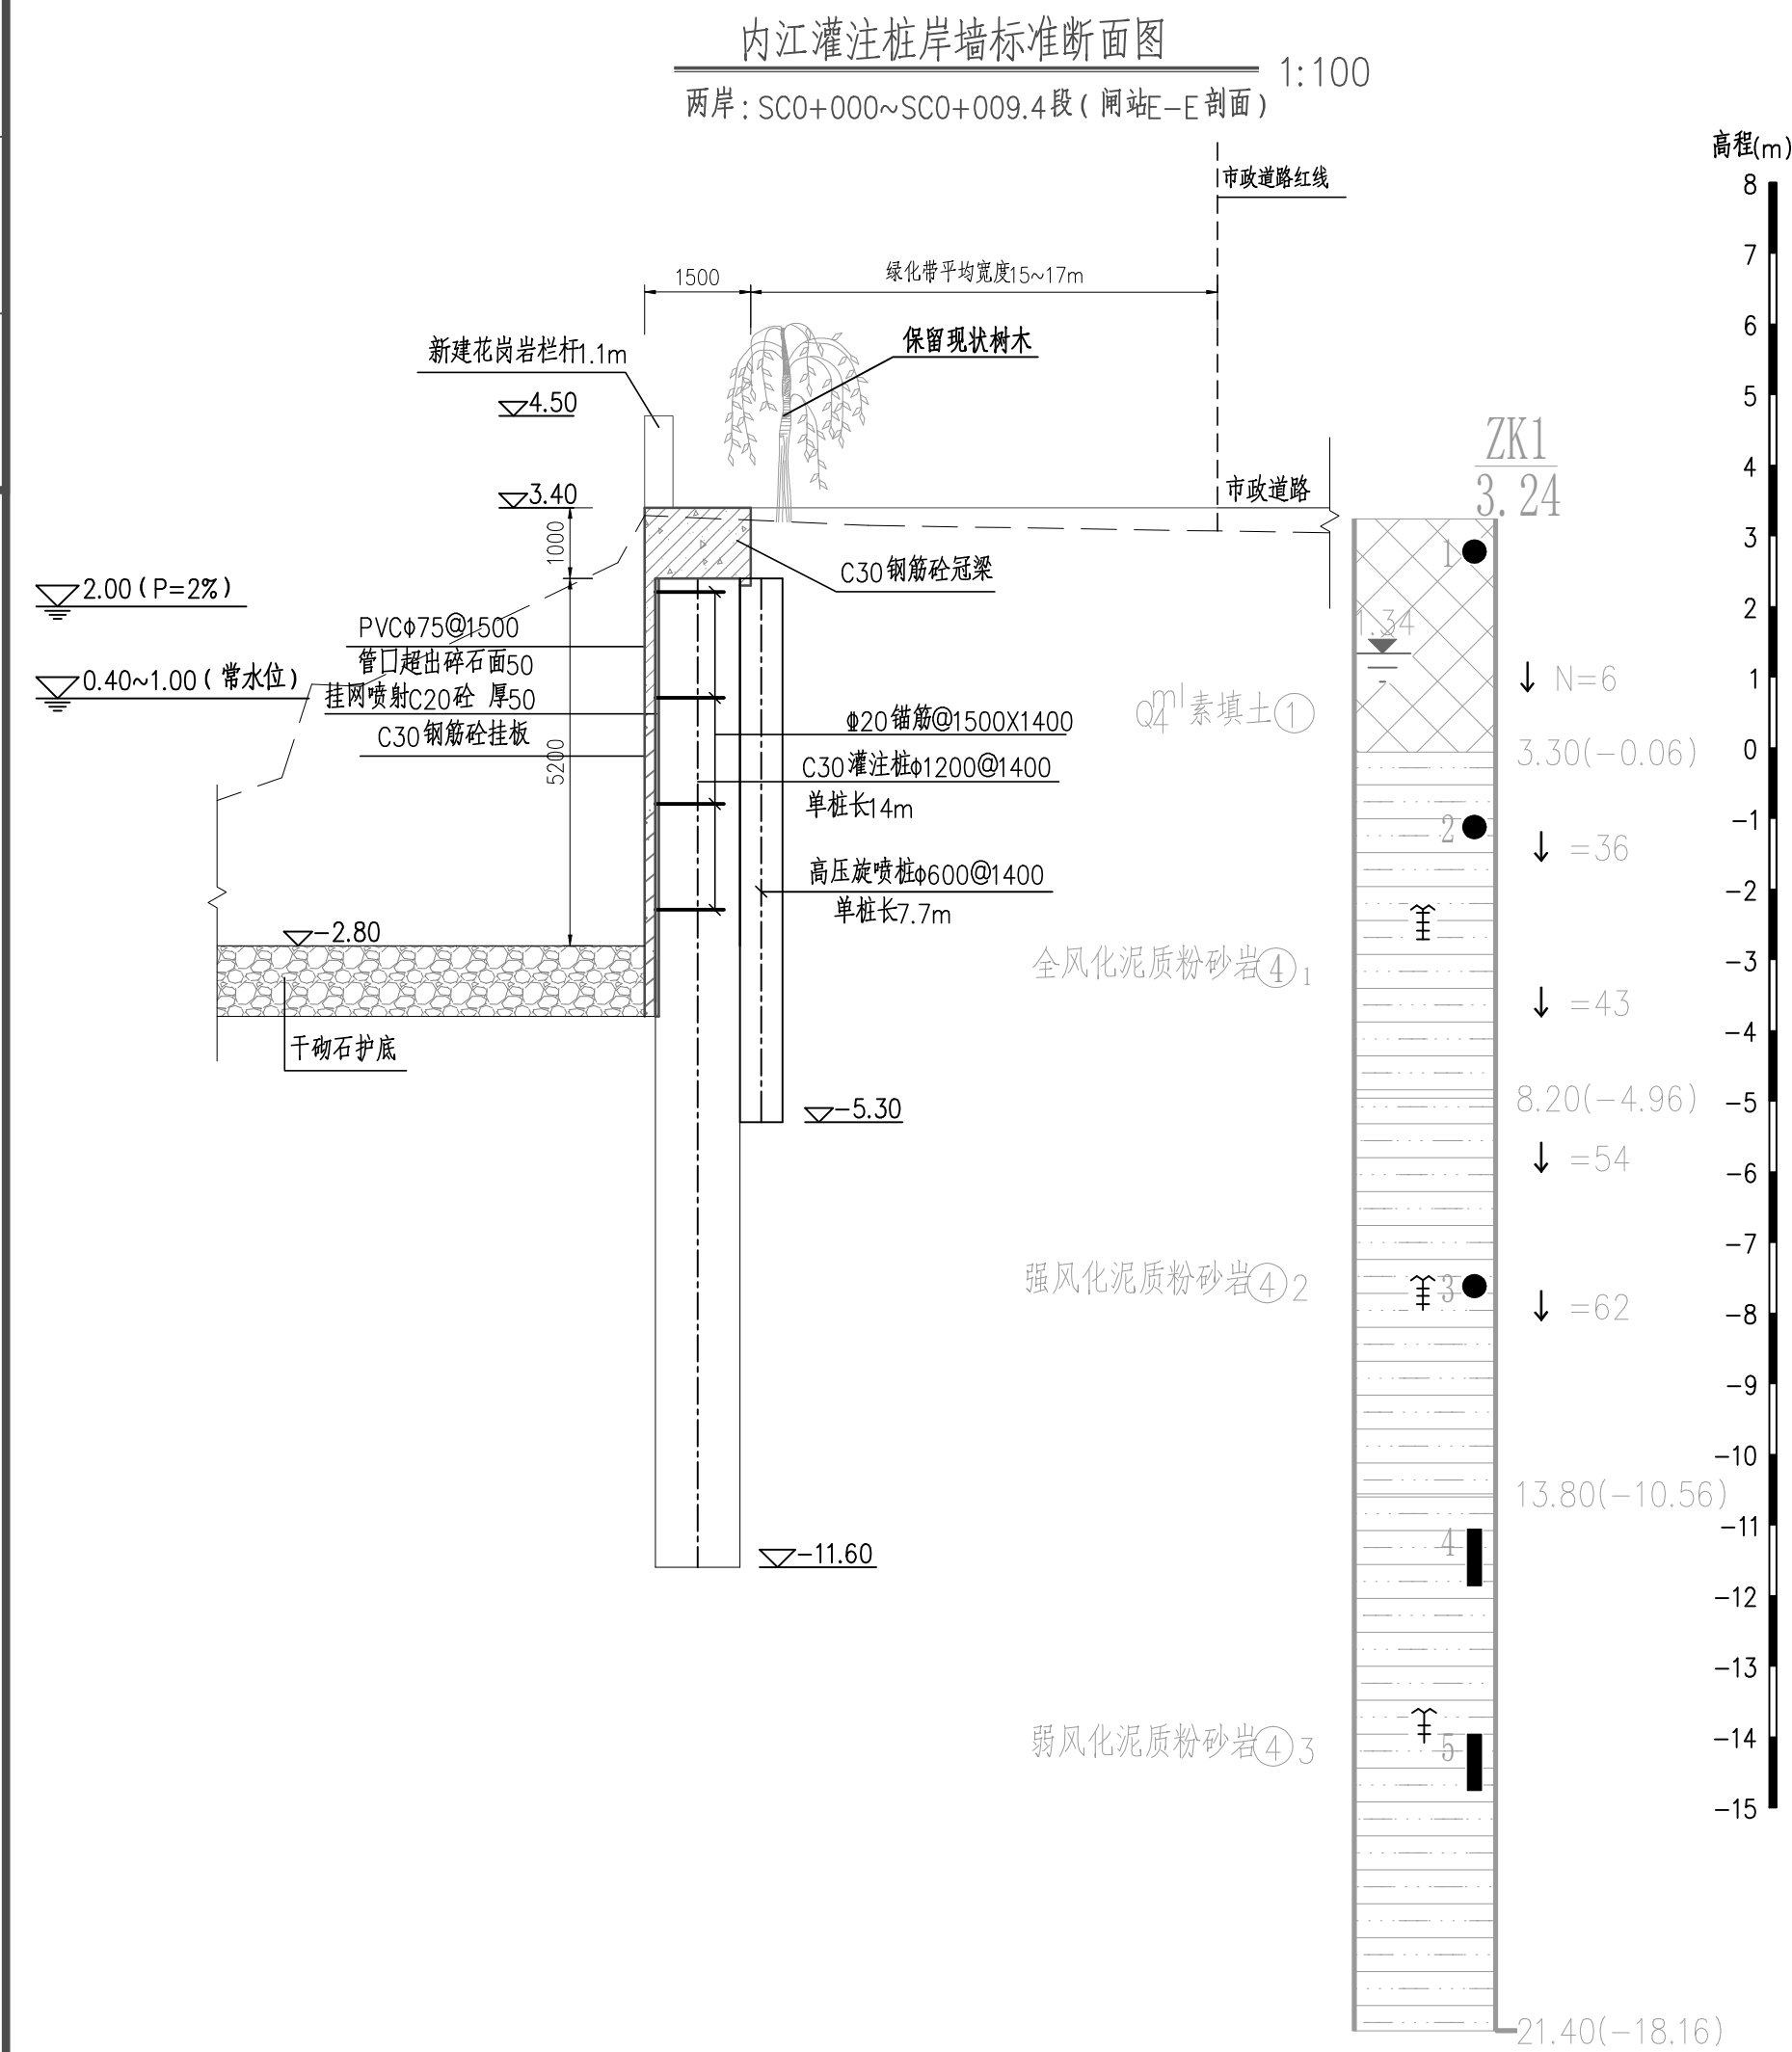 内江灌注桩岸墙标准断面图
1:100
两岸：SC0+000~SC0+009.4段（闸站E-E剖面）
高程(m)
市政道路红线
8
7
6
5
4
3
2
1
0
-1
-2
-3
-4
-5
-6
-7
-8
-9
-10
-11
-12
-13
-14
-15
1500
绿化带平均宽度15~17m
新建花岗岩栏杆1.1m
保留现状树木
4.50
3.40
市政道路
ZK1
3.24
1000
C30钢筋砼冠梁
2.00（P=2%）
PVCΦ75@1500
管口超出碎石面50
0.40~1.00（常水位）
挂网喷射C20砼 厚50
C30钢筋砼挂板
5200
Φ20锚筋@1500X1400
C30灌注桩Φ1200@1400
单桩长14m
高压旋喷桩Φ600@1400
单桩长7.7m
-2.80
干砌石护底
-5.30
-11.60
1
1.34
N=6
Q4ml 素填土①
3.30(-0.06)
2
=36
全风化泥质粉砂岩④1
=43
8.20(-4.96)
=54
强风化泥质粉砂岩④2
3
=62
13.80(-10.56)
4
弱风化泥质粉砂岩④3
5
21.40(-18.16)